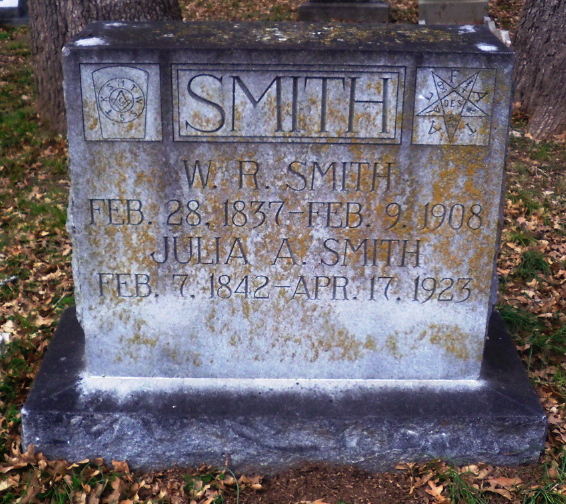 SMITH
W. R. SMITH
FEB. 28. 1837–FEB. 9. 1908
JULIA A. SMITH
FEB. 7. 1842–APR. 17. 1923